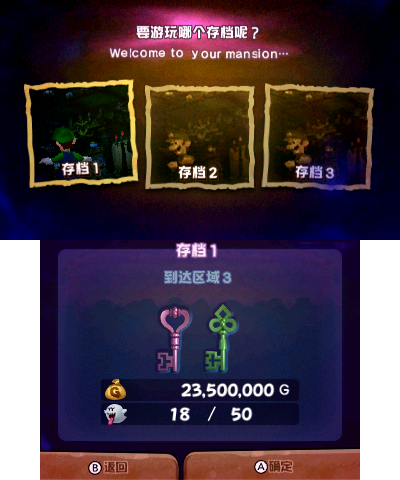 要游玩哪个存档呢？
Welcome to your mansion…
存档1 存档2 存档3
存档1
到达区域3
G 23,500,000 G
18 / 50
B返回 A确定